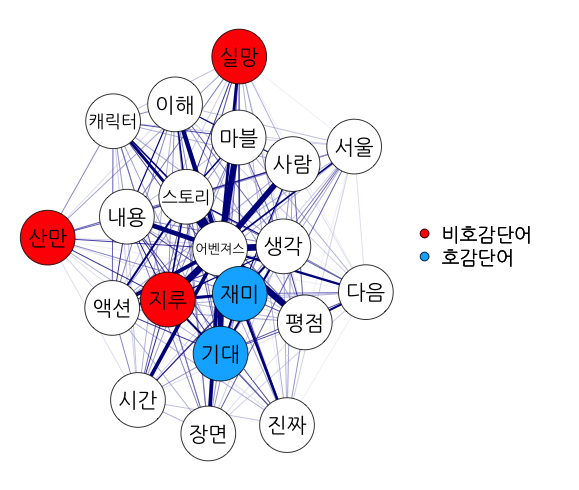 실망
이해
캐릭터
마블
서울
사람
스토리
내용
산만
어벤져스
생각
지루
재미
다음
액션
평점
기대
시간
진짜
장면
비호감단어
호감단어